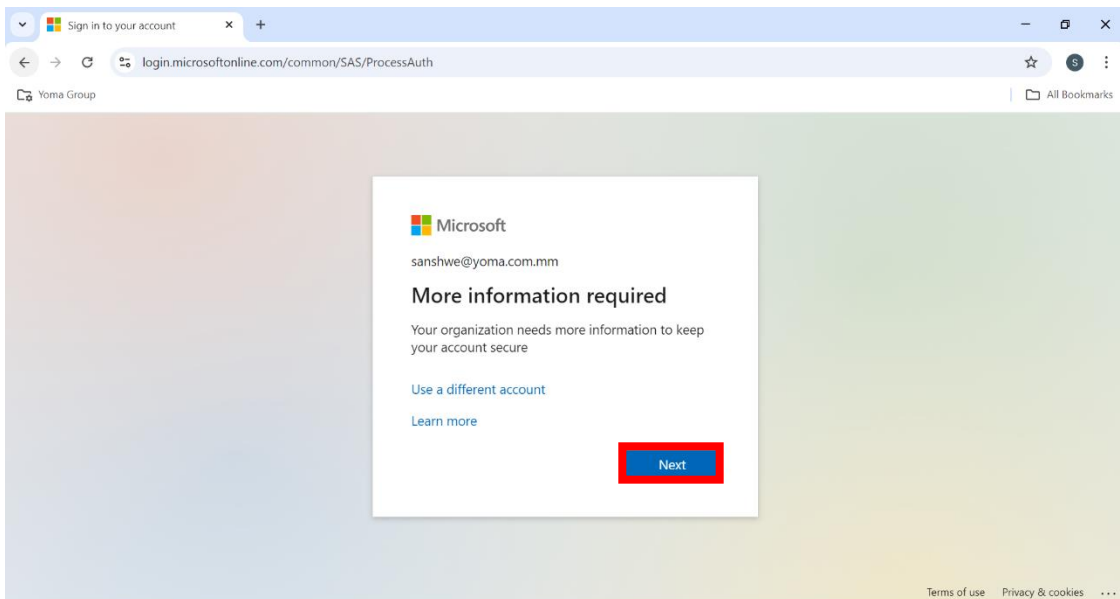 Sign in to your account
login.microsoftonline.com/common/SAS/ProcessAuth
S
Yoma Group
All Bookmarks
Microsoft
sanshwe@yoma.com.mm
More information required
Your organization needs more information to keep
your account secure
Use a different account
Learn more
Next
Terms of use Privacy & cookies ...